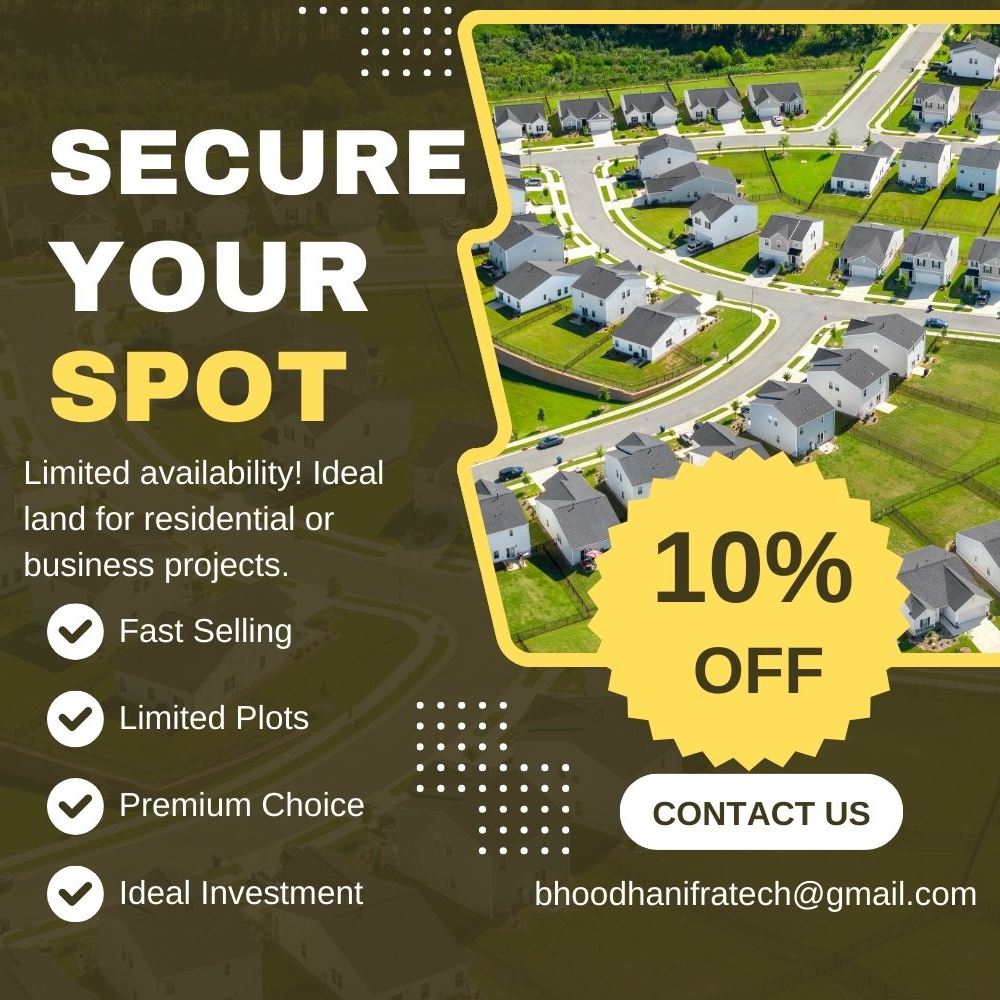 SECURE
YOUR
SPOT
Limited availability! Ideal
land for residential or
business projects.
Fast Selling
Limited Plots
Premium Choice
Ideal Investment
10%
OFF
CONTACT US
bhoodhanifratech@gmail.com